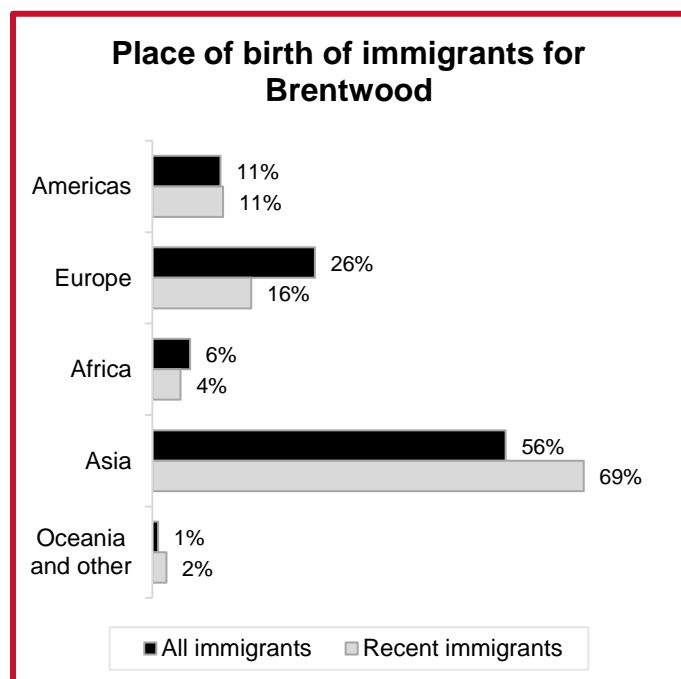 Place of birth of immigrants for
Brentwood
Americas
11%
11%
Europe
26%
16%
Africa
6%
4%
Asia
56%
69%
Oceania
and other
1%
2%
All immigrants
Recent immigrants